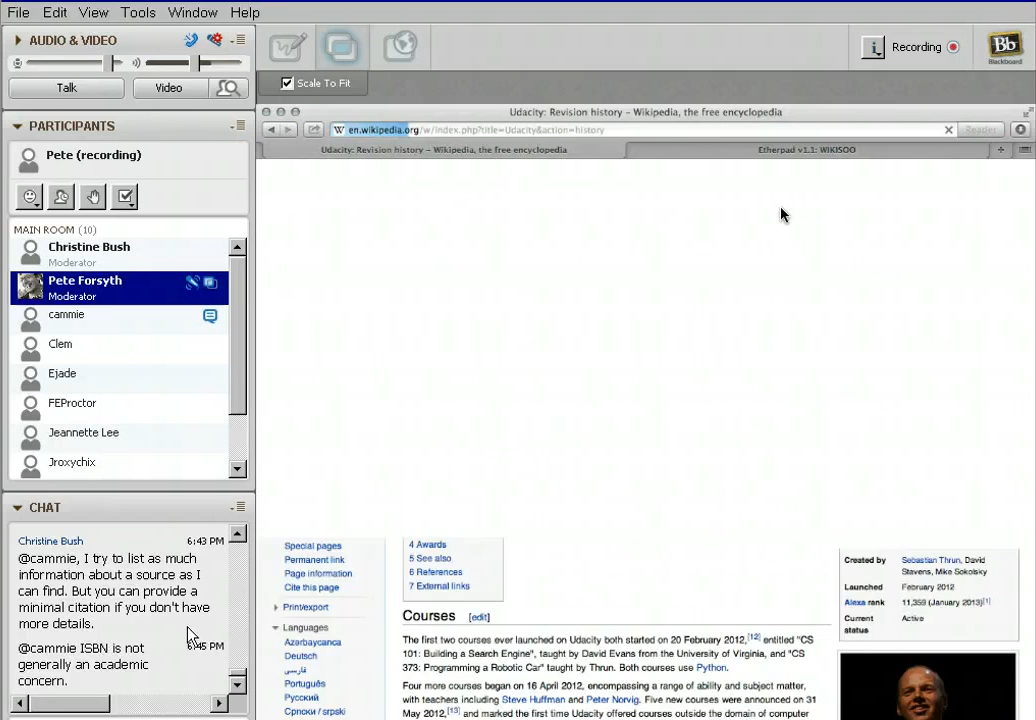 File Edit View Tools Window Help
AUDIO & VIDEO
Talk Video
PARTICIPANTS
Pete (recording)
MAIN ROOM (10)
Christine Bush
Moderator
Pete Forsyth
Moderator
cammie
Clem
Ejade
FEProctor
Jeannette Lee
Jroxychix
CHAT
Christine Bush 6:43 PM
@cammie, I try to list as much
information about a source as I
can find. But you can provide a
minimal citation if you don't have
more details.
6:45 PM
@cammie ISBN is not
generally an academic
concern.
i Recording
Bb
Blackboard
Scale To Fit
Udacity: Revision history – Wikipedia, the free encyclopedia
W en.wikipedia.org/w/index.php?title=Udacity&action=history Reader
Udacity: Revision history – Wikipedia, the free encyclopedia Etherpad v1.1: WIKISOO
Special pages
Permanent link
Page information
Cite this page
Print/export
Languages
Azərbaycanca
Deutsch
فارسی
Português
Русский
Српски / srpski
4 Awards
5 See also
6 References
7 External links
Courses [edit]
The first two courses ever launched on Udacity both started on 20 February 2012,[12] entitled "CS
101: Building a Search Engine", taught by David Evans from the University of Virginia, and "CS
373: Programming a Robotic Car" taught by Thrun. Both courses use Python.
Four more courses began on 16 April 2012, encompassing a range of ability and subject matter,
with teachers including Steve Huffman and Peter Norvig. Five new courses were announced on 31
May 2012,[13] and marked the first time Udacity offered courses outside the domain of computer
Created by Sebastian Thrun, David
Stavens, Mike Sokolsky
Launched February 2012
Alexa rank 11,359 (January 2013)[1]
Current Active
status